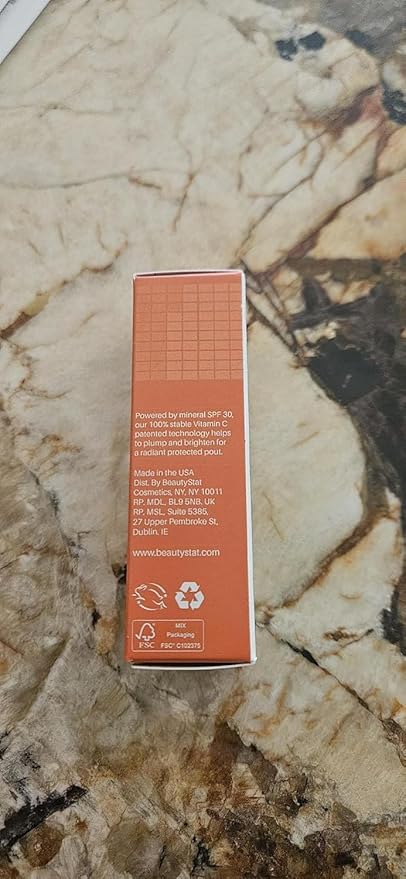 Powered by mineral SPF 30,
our 100% stable Vitamin C
patented technology helps
to plump and brighten for
a radiant protected pout.
Made in the USA
Dist. By BeautyStat
Cosmetics, NY, NY 10011
RP, MDL, BL9 5NB. UK
RP, MSL, Suite 5385,
27 Upper Pembroke St,
Dublin. IE
www.beautystat.com
FSC
MIX
Packaging
FSC® C102375